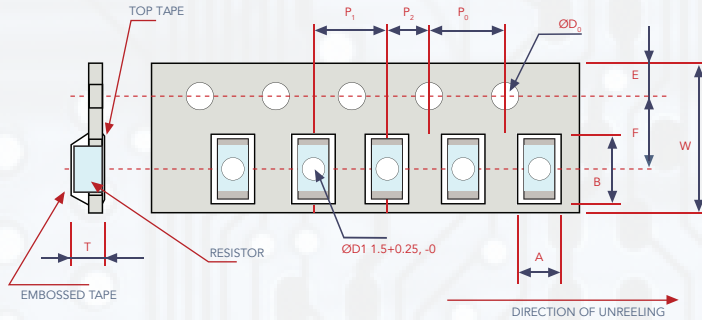 TOP TAPE
P1
P2
P0
ØD0
E
F
W
B
A
T
ØD1 1.5+0.25, -0
RESISTOR
EMBOSSED TAPE
DIRECTION OF UNREELING